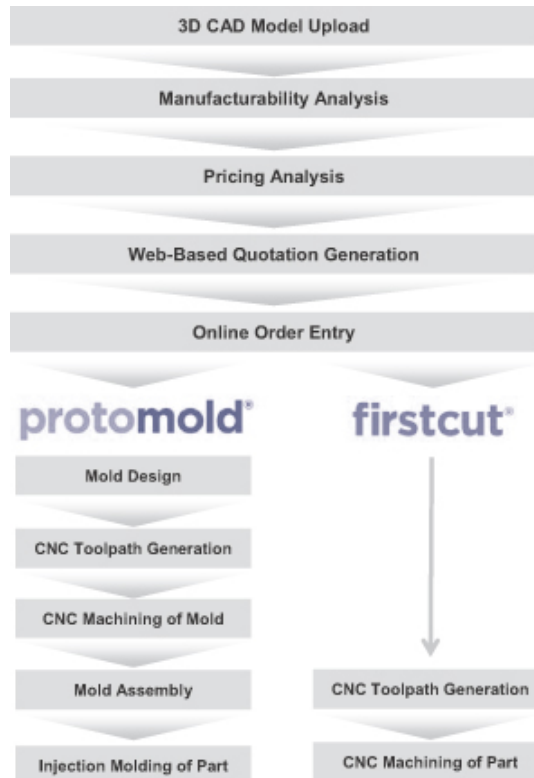 3D CAD Model Upload
Manufacturability Analysis
Pricing Analysis
Web-Based Quotation Generation
Online Order Entry
protomold®
Mold Design
CNC Toolpath Generation
CNC Machining of Mold
Mold Assembly
Injection Molding of Part
firstcut®
CNC Toolpath Generation
CNC Machining of Part